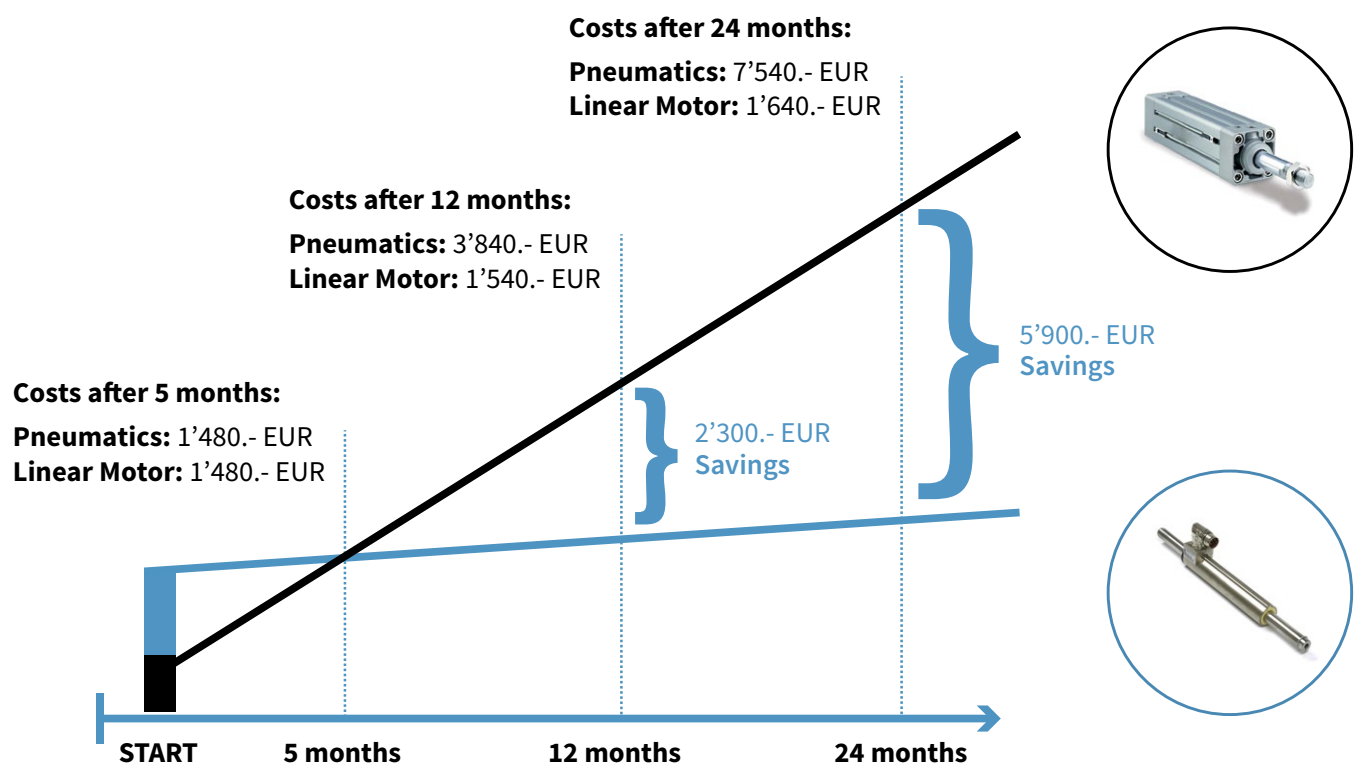 Costs after 24 months:
Pneumatics: 7’540.- EUR
Linear Motor: 1’640.- EUR
Costs after 12 months:
Pneumatics: 3’840.- EUR
Linear Motor: 1’540.- EUR
5’900.- EUR
Savings
Costs after 5 months:
Pneumatics: 1’480.- EUR
Linear Motor: 1’480.- EUR
2’300.- EUR
Savings
START
5 months
12 months
24 months